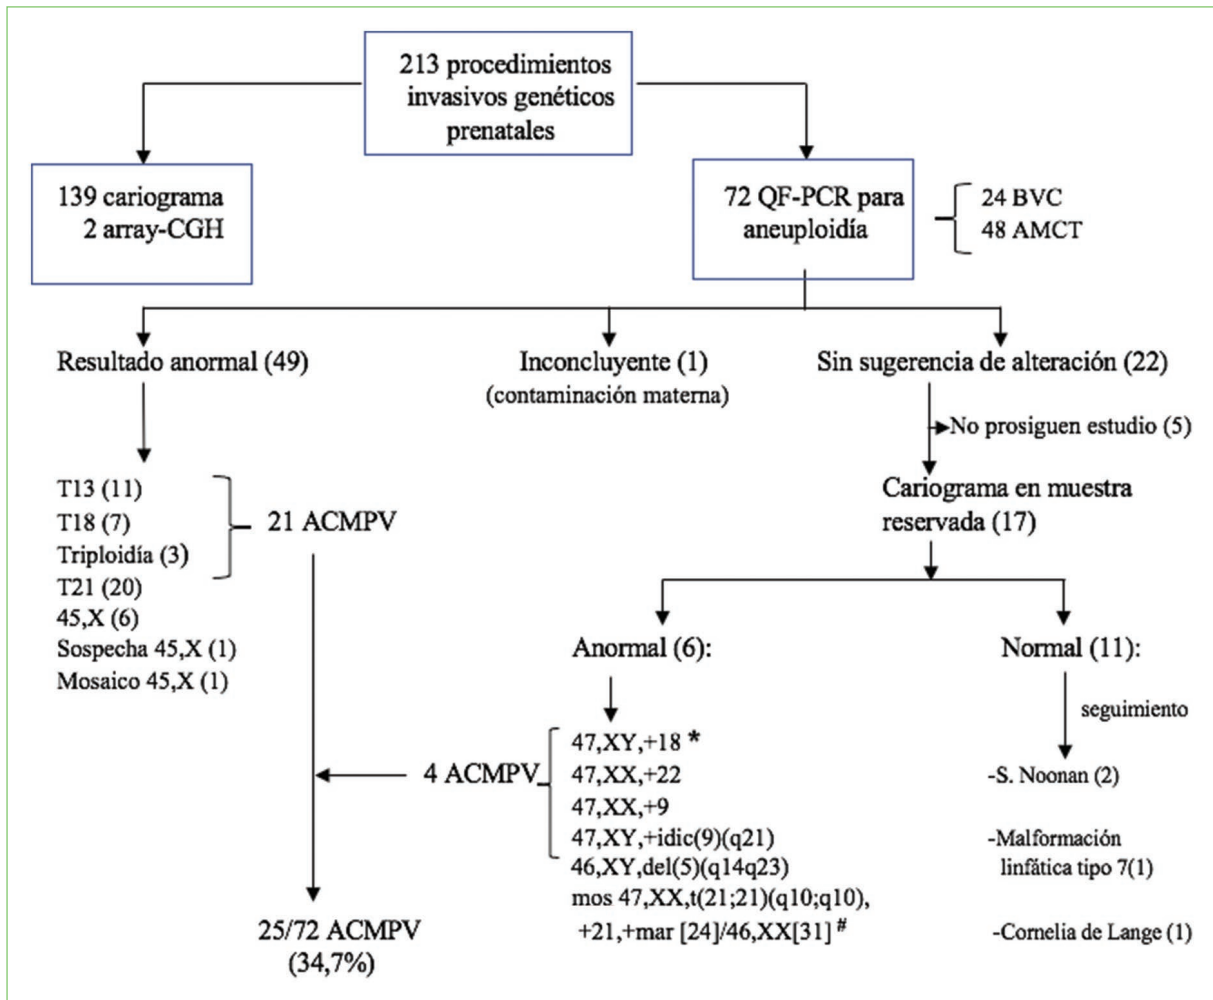 213 procedimientos
invasivos genéticos
prenatales
139 cariograma
2 array-CGH
72 QF-PCR para
aneuploidía
24 BVC
48 AMCT
Resultado anormal (49)
Inconcluyente (1)
(contaminación materna)
Sin sugerencia de alteración (22)
No prosiguen estudio (5)
Cariograma en muestra
reservada (17)
T13 (11)
T18 (7)
Triploidía (3)
T21 (20)
45,X (6)
Sospecha 45,X (1)
Mosaico 45,X (1)
21 ACMPV
Anormal (6):
Normal (11):
seguimiento
4 ACMPV
47,XY,+18 *
47,XX,+22
47,XX,+9
47,XY,+idic(9)(q21)
46,XY,del(5)(q14q23)
mos 47,XX,t(21;21)(q10;q10),
+21,+mar [24]/46,XX[31] #
-S. Noonan (2)
-Malformación
linfática tipo 7(1)
-Cornelia de Lange (1)
25/72 ACMPV
(34,7%)